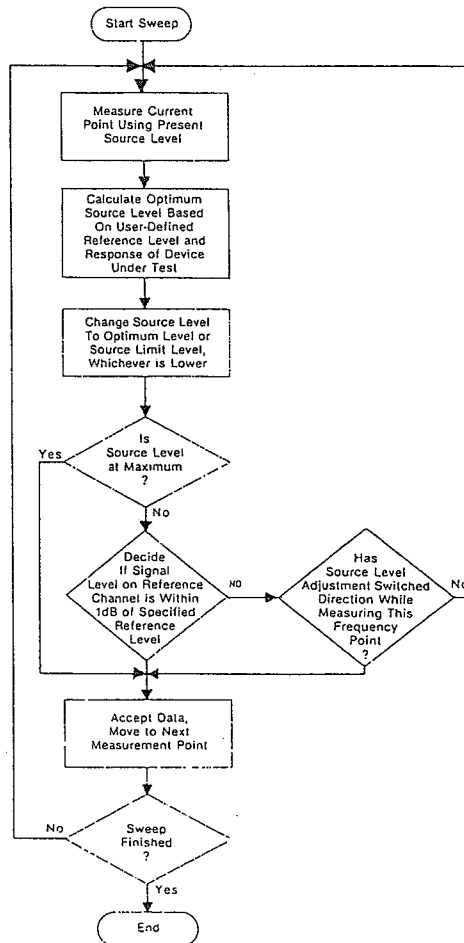 Start Sweep
Measure Current
Point Using Present
Source Level
Calculate Optimum
Source Level Based
On User-Defined
Reference Level and
Response of Device
Under Test
Change Source Level
To Optimum Level or
Source Limit Level,
Whichever is Lower
Yes
Is
Source Level
at Maximum
?
No
Decide
If Signal
Level on Reference
Channel is Within
1dB of Specified
Reference
Level
NO
Has
Source Level
Adjustment Switched
Direction While
Measuring This
Frequency
Point
?
No
Accept Data,
Move to Next
Measurement Point
No
Sweep
Finished
?
Yes
End